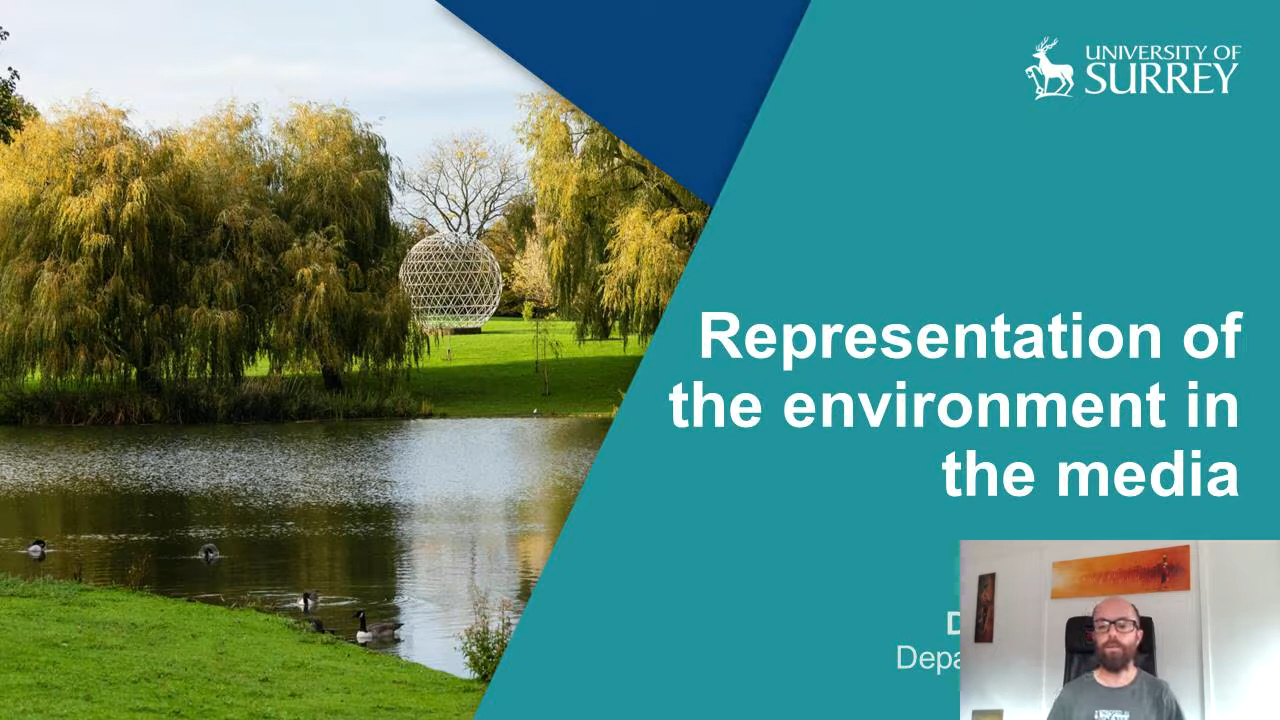 UNIVERSITY OF
SURREY
Representation of
the environment in
the media